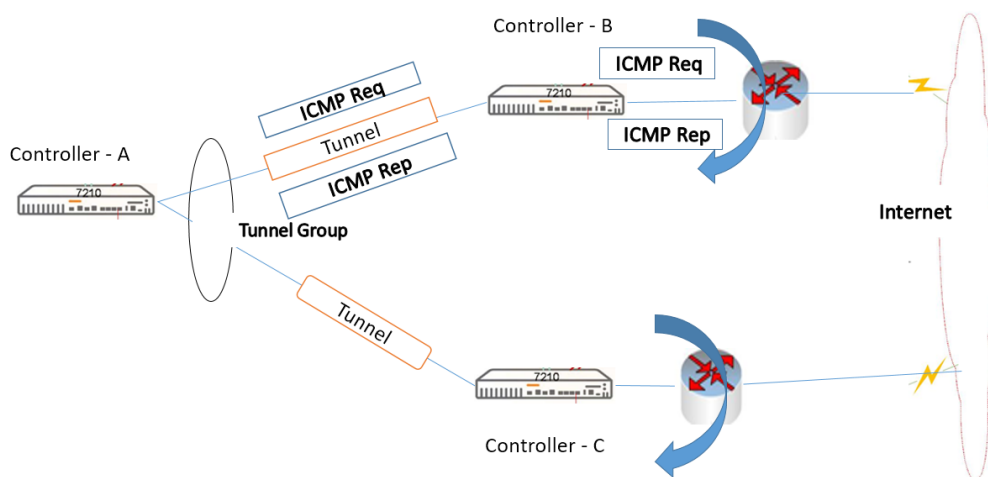 Controller - B
ICMP Req
7210
ICMP Req
Tunnel
ICMP Rep
ICMP Rep
Controller - A
7210
Tunnel Group
Internet
Tunnel
7210
Controller - C